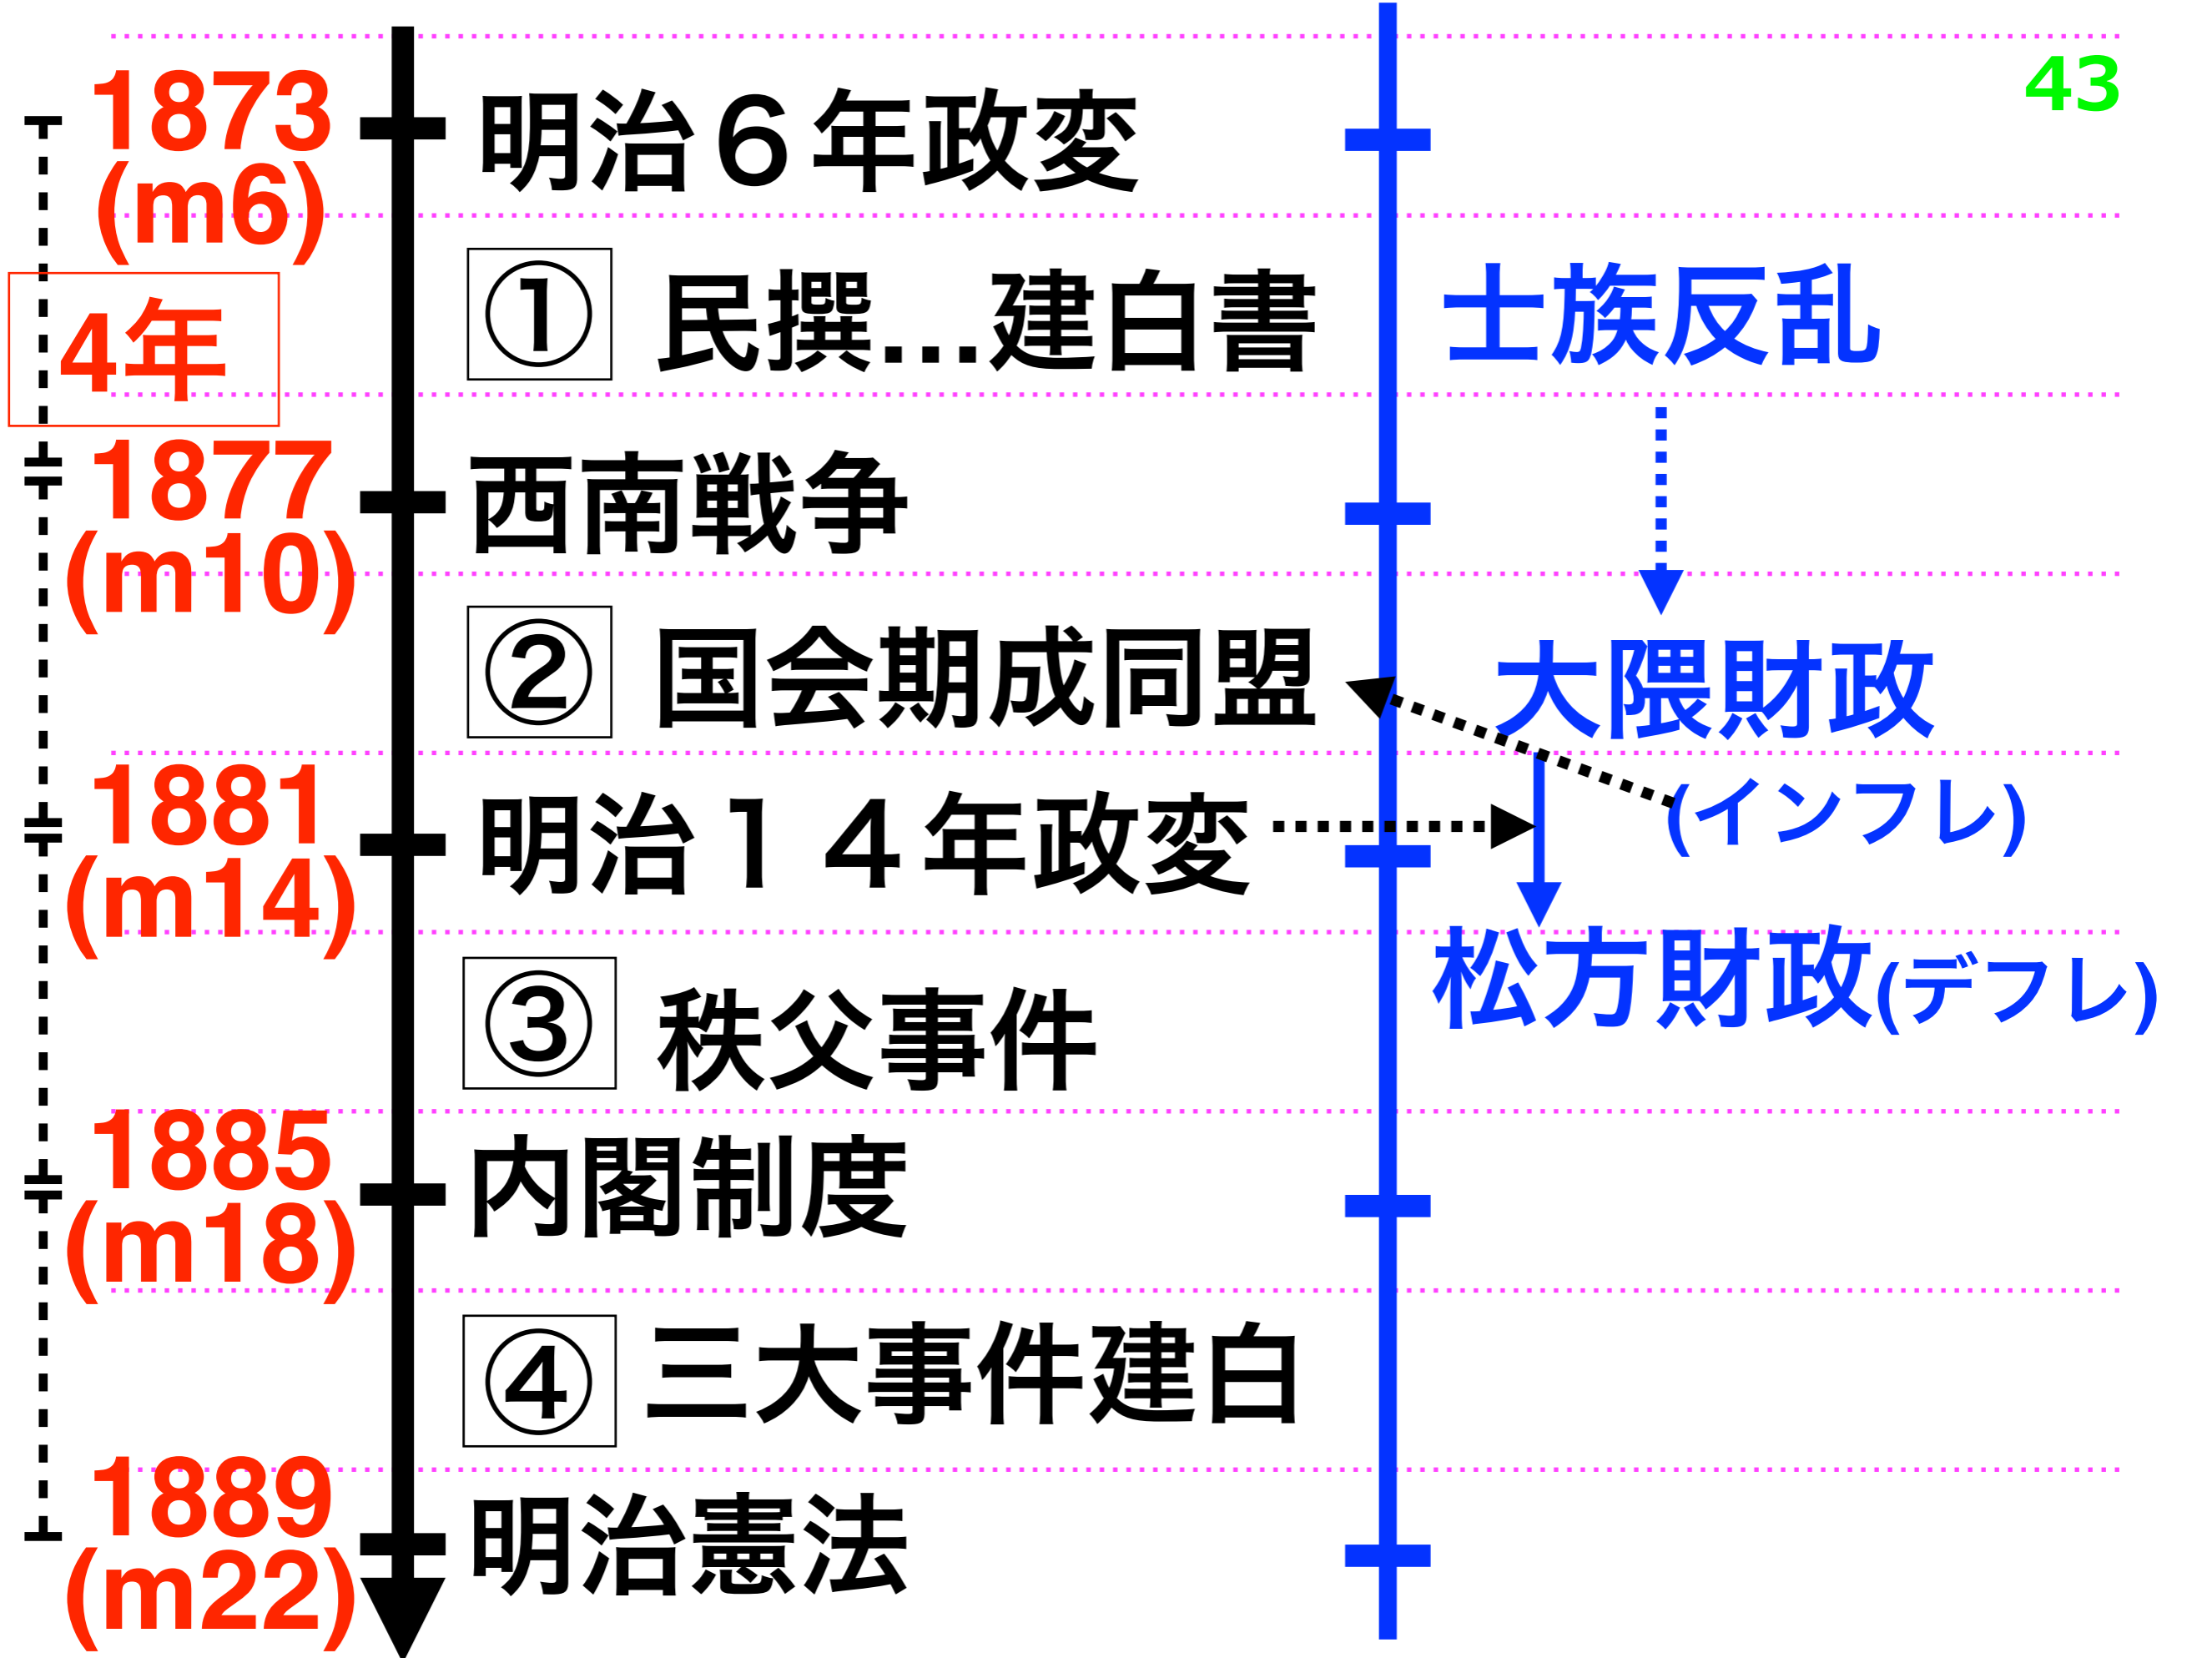 43
1873
(m6)
明治６年政変
① 民撰…建白書
士族反乱
4年
1877
(m10)
西南戦争
② 国会期成同盟
大隈財政
(インフレ)
1881
(m14)
明治１４年政変
松方財政(デフレ)
③ 秩父事件
1885
(m18)
内閣制度
④ 三大事件建白
1889
(m22)
明治憲法